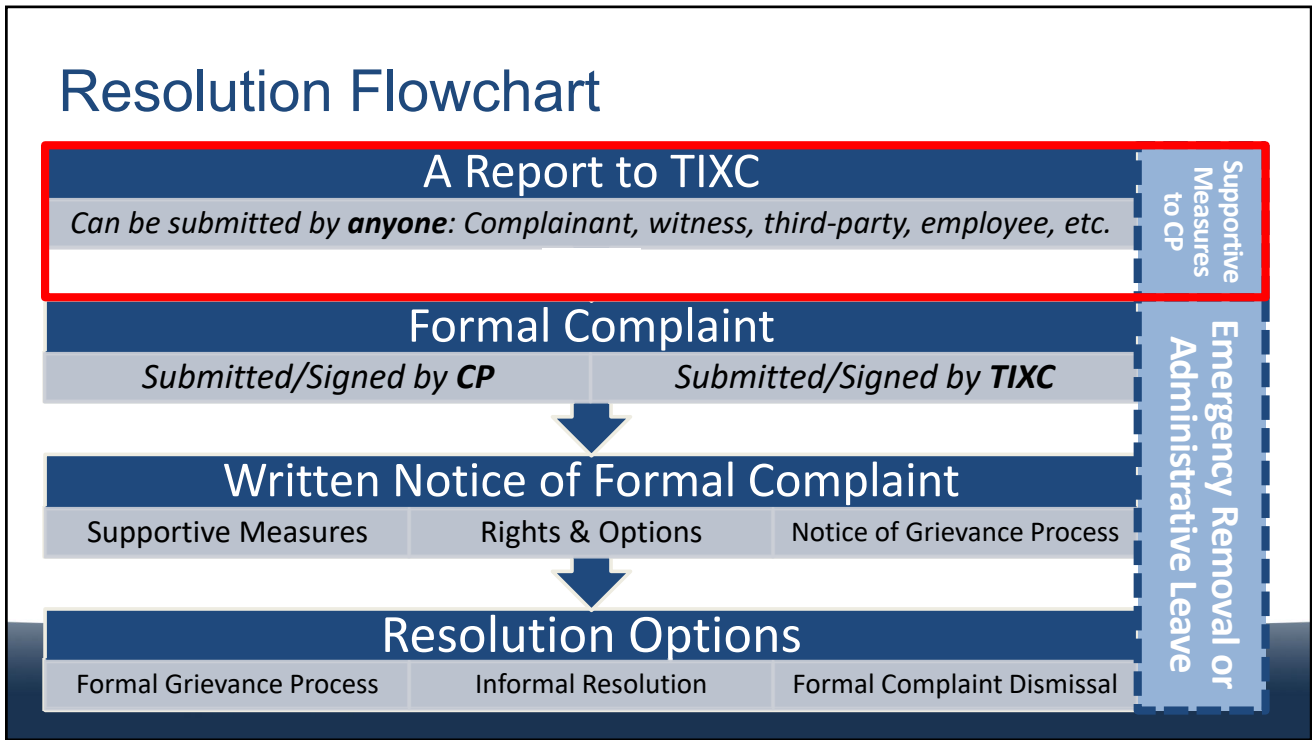 Resolution Flowchart
A Report to TIXC
Can be submitted by anyone: Complainant, witness, third-party, employee, etc.
Supportive
Measures
to CP
Formal Complaint
Submitted/Signed by CP
Submitted/Signed by TIXC
Written Notice of Formal Complaint
Supportive Measures
Rights & Options
Notice of Grievance Process
Resolution Options
Formal Grievance Process
Informal Resolution
Formal Complaint Dismissal
Emergency Removal or
Administrative Leave